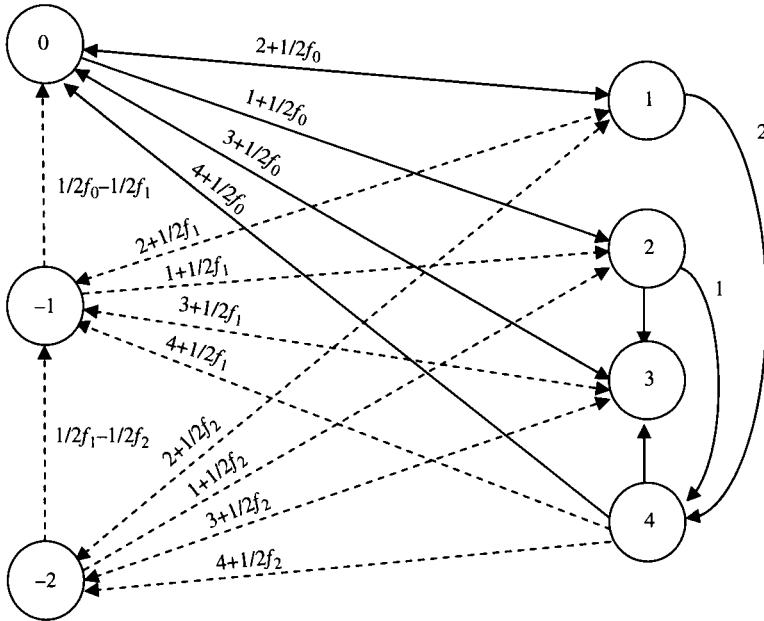 0
2+1/2f₀
1
2
1+1/2f₀
3+1/2f₀
4+1/2f₀
1/2f₀–1/2f₁
2+1/2f₁
2
1+1/2f₁
1
–1
3+1/2f₁
4+1/2f₁
3
2+1/2f₂
1/2f₁–1/2f₂
1+1/2f₂
3+1/2f₂
4
4+1/2f₂
–2